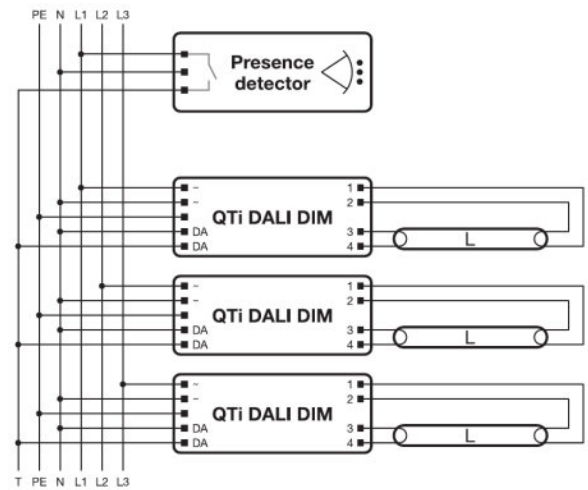 PE N L1 L2 L3
Presence
detector
~ 1
~ 2
QTi DALI DIM
DA 3 L
DA 4
~ 1
~ 2
QTi DALI DIM
DA 3 L
DA 4
~ 1
~ 2
QTi DALI DIM
DA 3 L
DA 4
T PE N L1 L2 L3